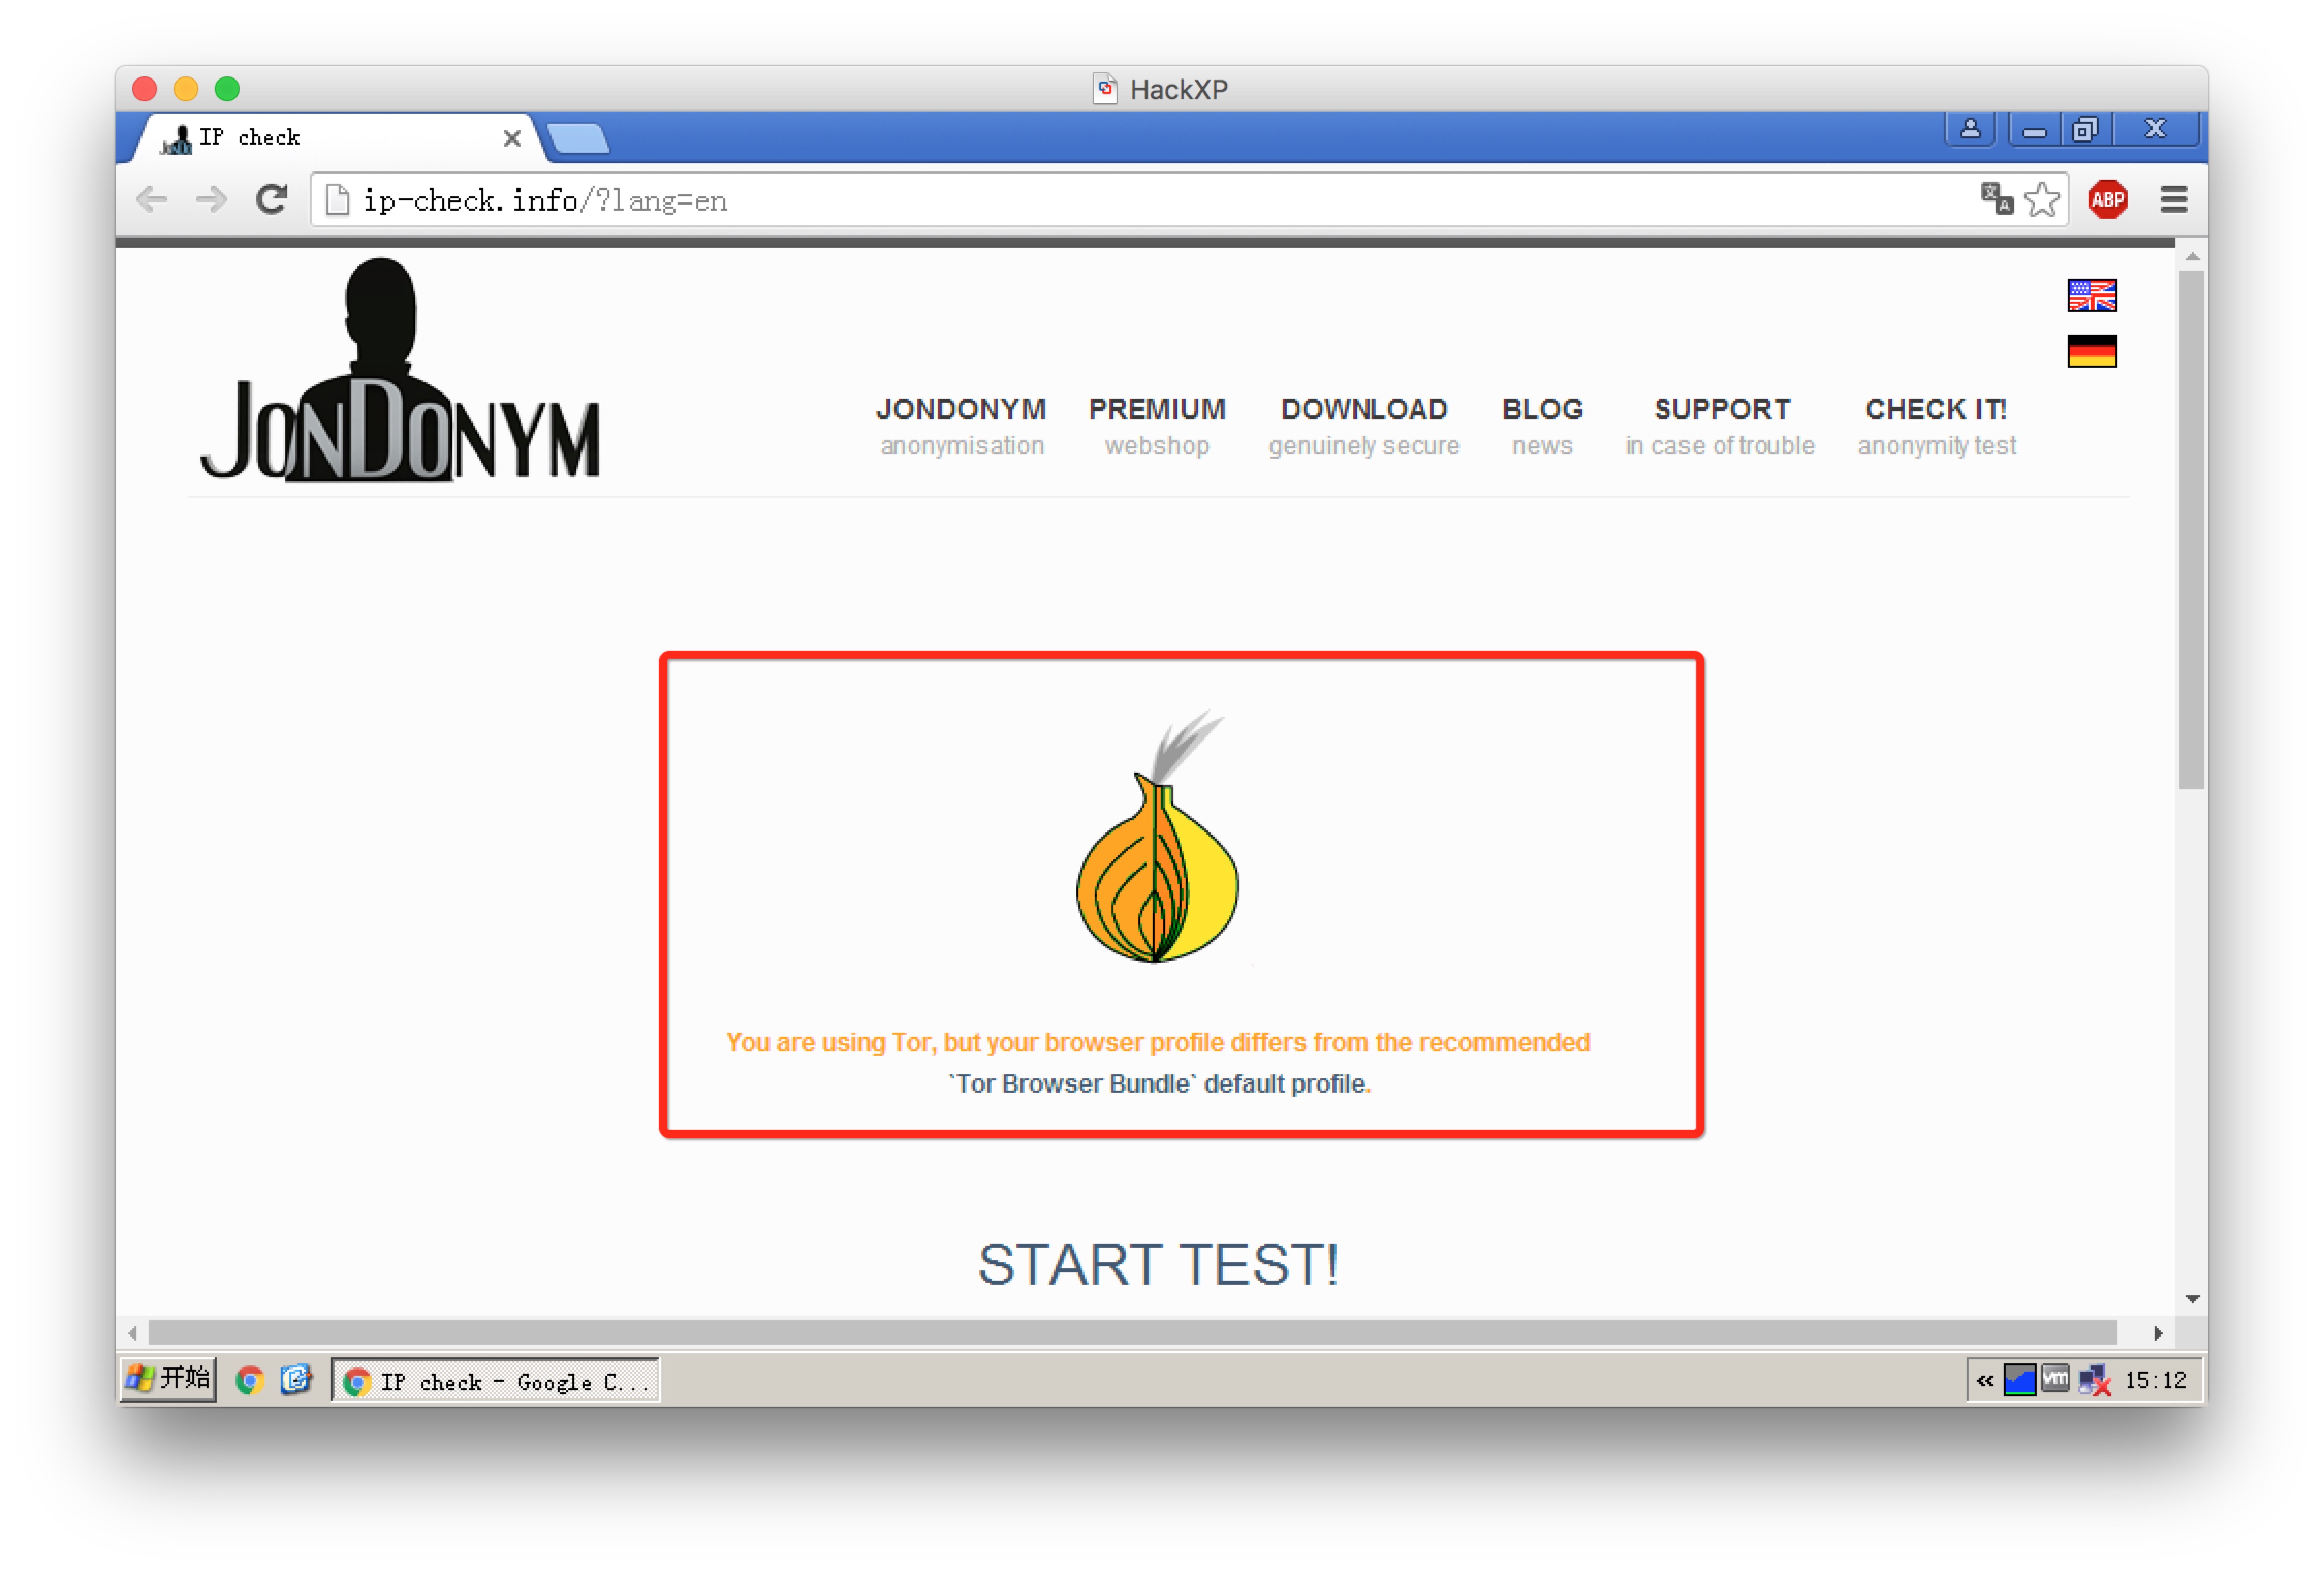 HackXP
IP check
ip-check.info/?lang=en
ABP
JONDONYM
JONDONYM PREMIUM DOWNLOAD BLOG SUPPORT CHECK IT!
anonymisation webshop genuinely secure news in case of trouble anonymity test
You are using Tor, but your browser profile differs from the recommended
`Tor Browser Bundle` default profile.
START TEST!
开始 IP check - Google C... « vm 15:12